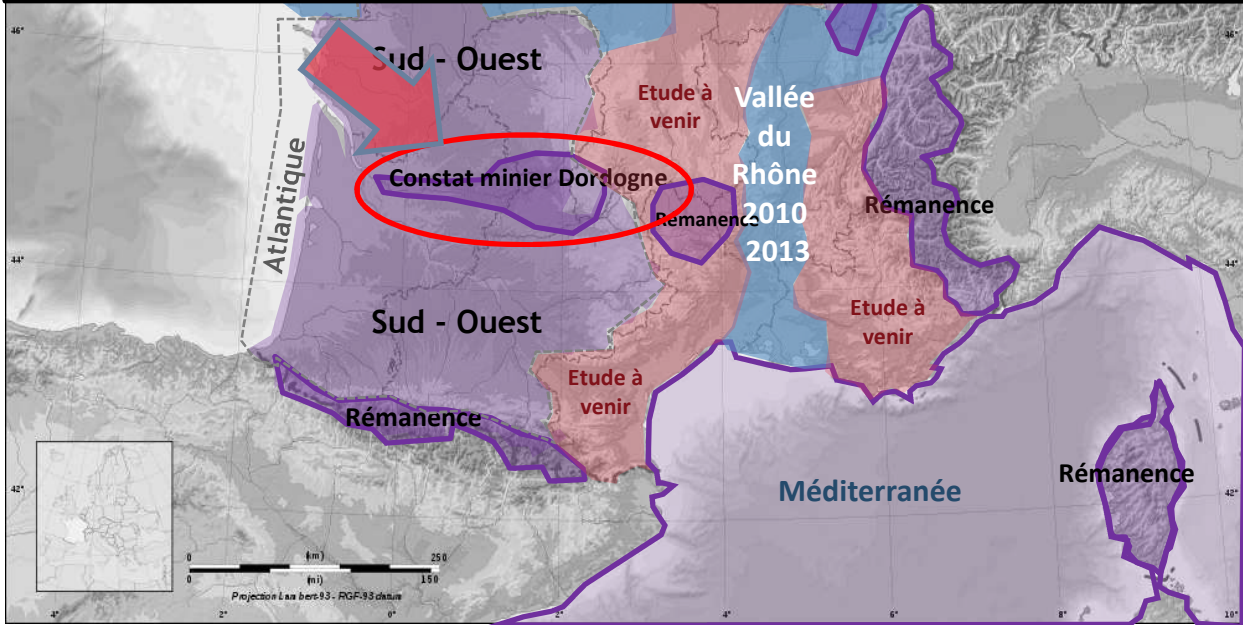 46°
46°
Sud - Ouest
Etude à
venir
Vallée
du
Rhône
2010
2013
Atlantique
Constat minier Dordogne
Rémanence
Rémanence
44°
44°
Sud - Ouest
Etude à
venir
Etude à
venir
Rémanence
Méditerranée
Rémanence
42°
42°
0 (km) 250
0 (mi) 150
Projection Lambert-93 - RGF-93 datum
4° 2° 0° 2° 4° 6° 8° 10°